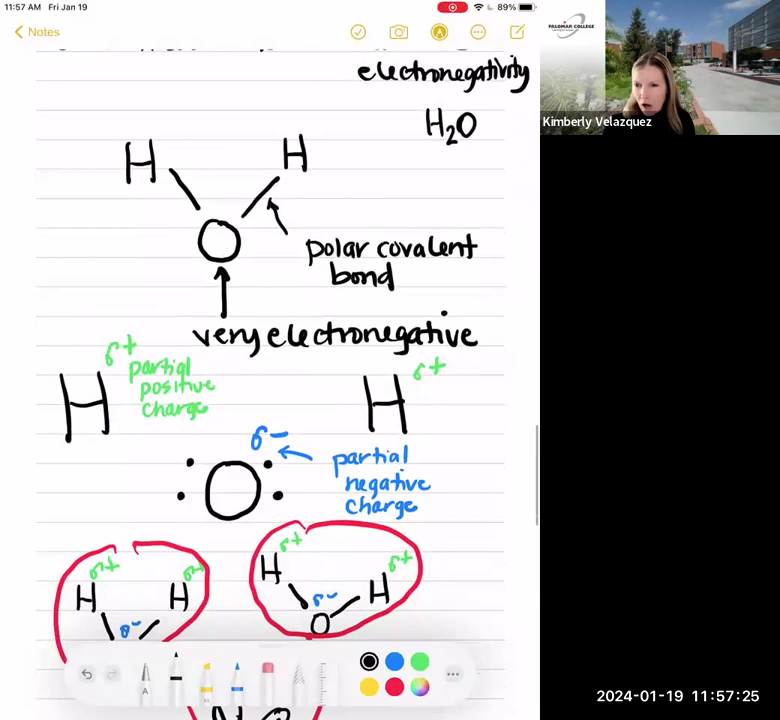 11:57 AM Fri Jan 19
89%
Notes
electronegativity
H2O
H H
O
polar covalent
bond
very electronegative
H δ+
partial
positive
charge
H δ+
O δ−
partial
negative
charge
δ+ δ+
H H
δ−
δ+ δ+
H H
δ−
O
A
PALOMAR COLLEGE
Kimberly Velazquez
2024-01-19 11:57:25